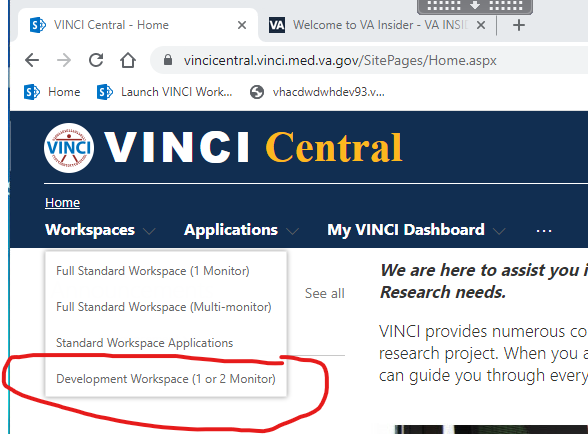 VINCI Central - Home
Welcome to VA Insider - VA INSI
vincicentral.vinci.med.va.gov/SitePages/Home.aspx
Home
Launch VINCI Work...
vhacdwdwhdev93.v...
VINCI VINCI Central
Home
Workspaces
Applications
My VINCI Dashboard
...
Full Standard Workspace (1 Monitor)
Full Standard Workspace (Multi-monitor)
Standard Workspace Applications
Development Workspace (1 or 2 Monitor)
See all
We are here to assist you i
Research needs.
VINCI provides numerous co
research project. When you a
can guide you through every